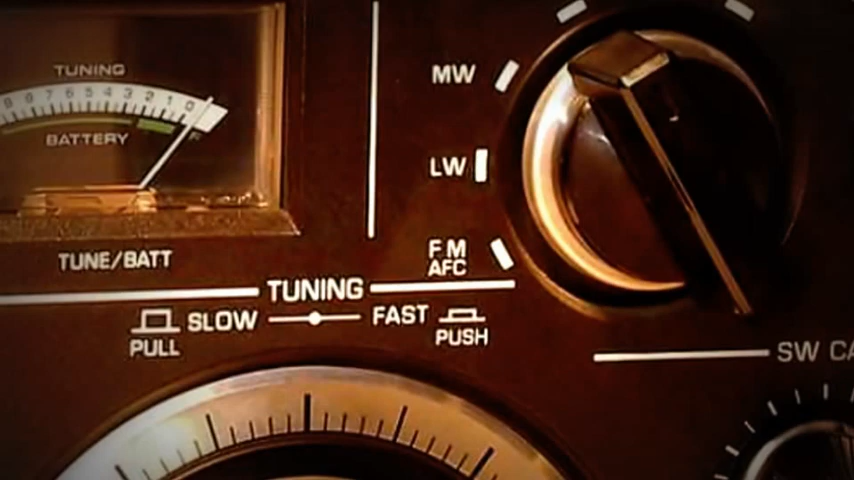 TUNING
8 7 6 5 4 3 2 1 0
BATTERY
TUNE/BATT
MW
LW
FM
AFC
TUNING
SLOW FAST
PULL PUSH
SW CA